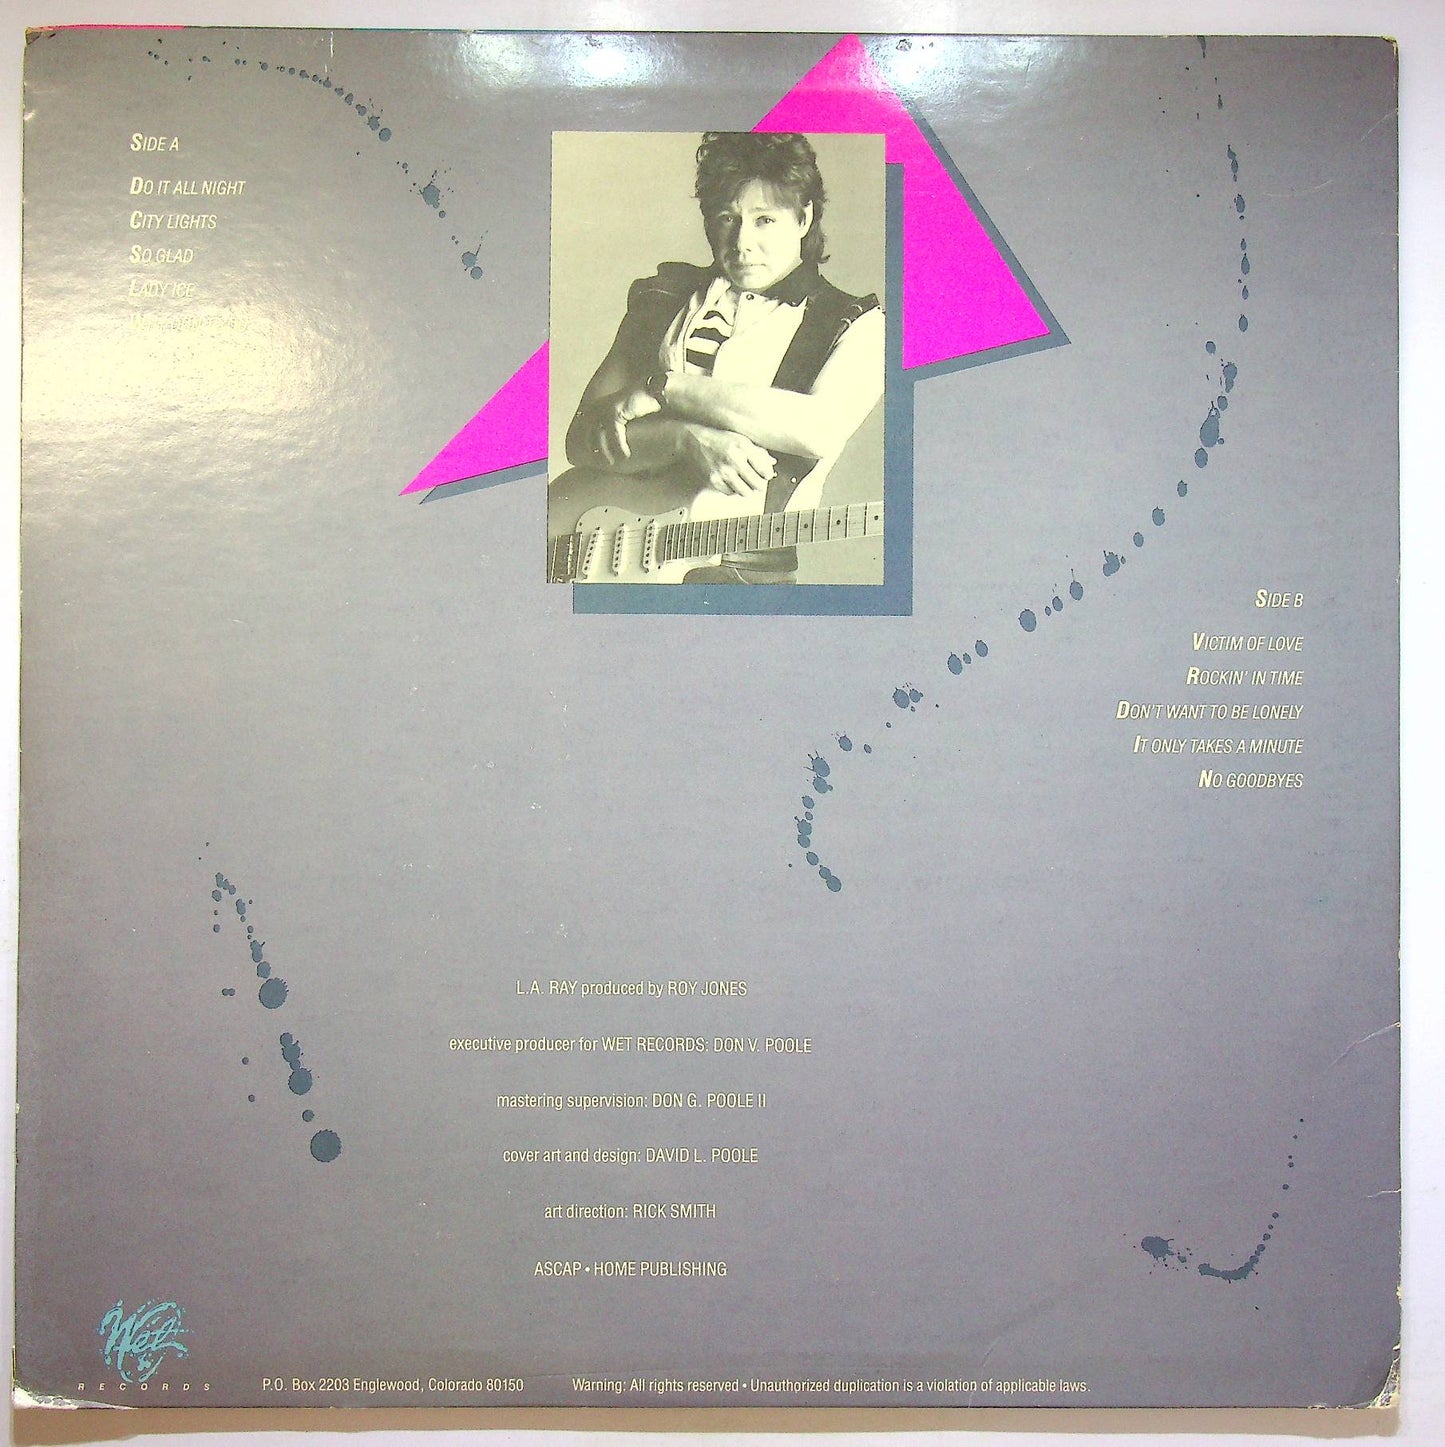 SIDE A
DO IT ALL NIGHT
CITY LIGHTS
SO GLAD
LADY ICE
SIDE B
VICTIM OF LOVE
ROCKIN' IN TIME
DON'T WANT TO BE LONELY
IT ONLY TAKES A MINUTE
NO GOODBYES
L.A. RAY produced by ROY JONES
executive producer for WET RECORDS: DON V. POOLE
mastering supervision: DON G. POOLE II
cover art and design: DAVID L. POOLE
art direction: RICK SMITH
ASCAP • HOME PUBLISHING
Wet
RECORDS
P.O. Box 2203 Englewood, Colorado 80150
Warning: All rights reserved • Unauthorized duplication is a violation of applicable laws.